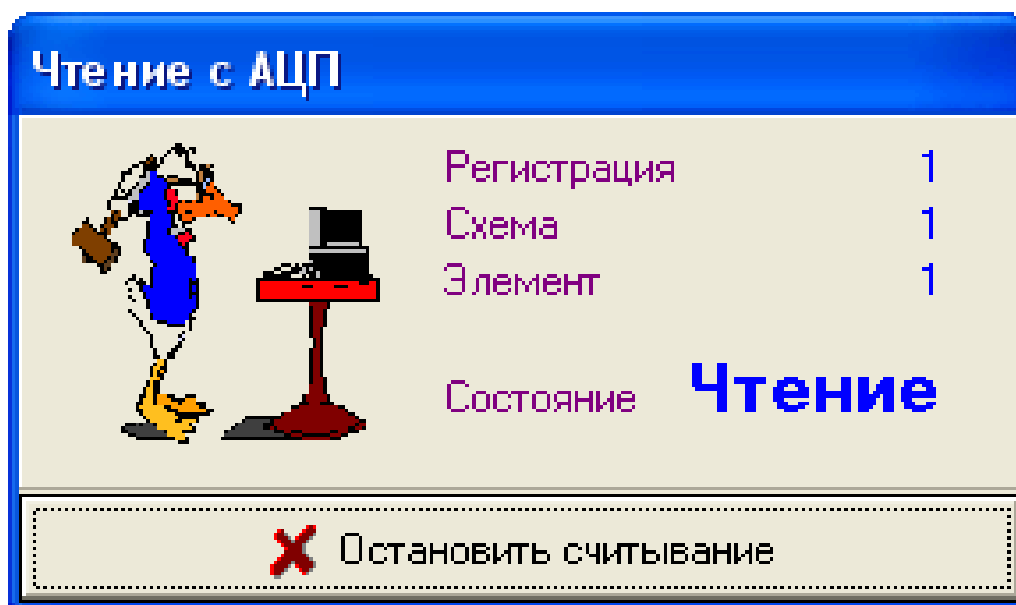 Чтение с АЦП
Регистрация 1
Схема 1
Элемент 1
Состояние Чтение
Остановить считывание